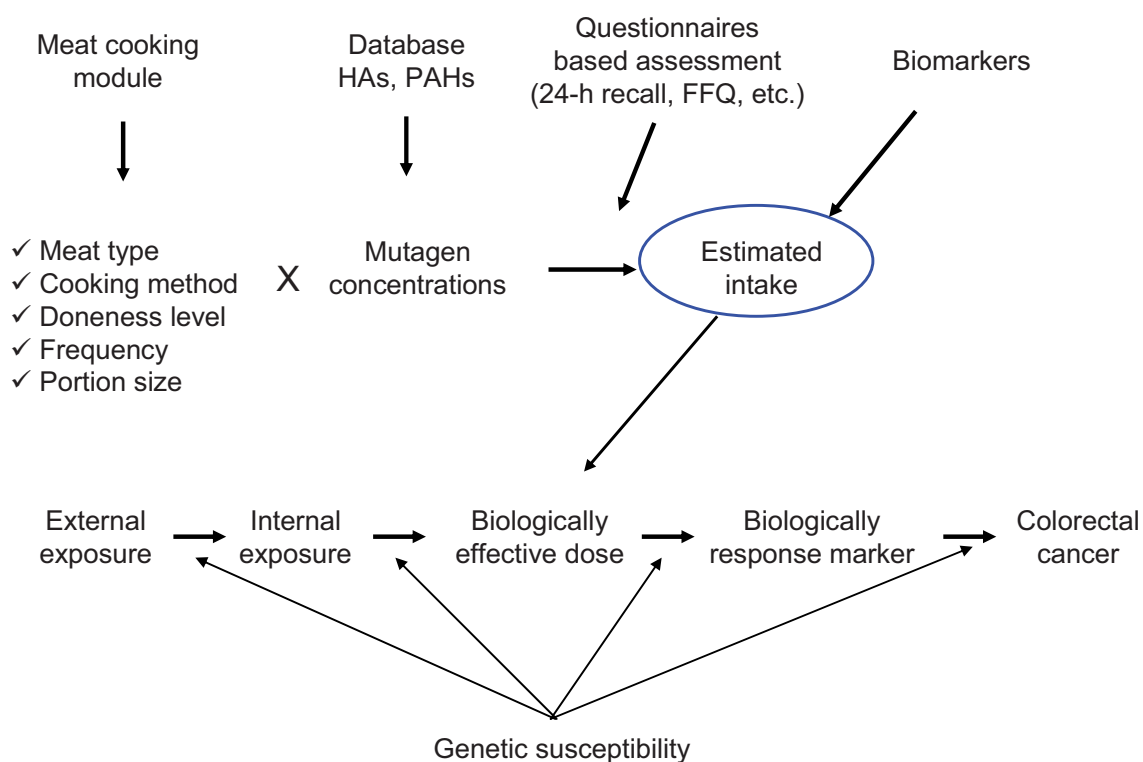 Meat cooking
module
Database
HAs, PAHs
Questionnaires
based assessment
(24-h recall, FFQ, etc.)
Biomarkers
✓ Meat type
✓ Cooking method
✓ Doneness level
✓ Frequency
✓ Portion size
X
Mutagen
concentrations
Estimated
intake
External
exposure
Internal
exposure
Biologically
effective dose
Biologically
response marker
Colorectal
cancer
Genetic susceptibility